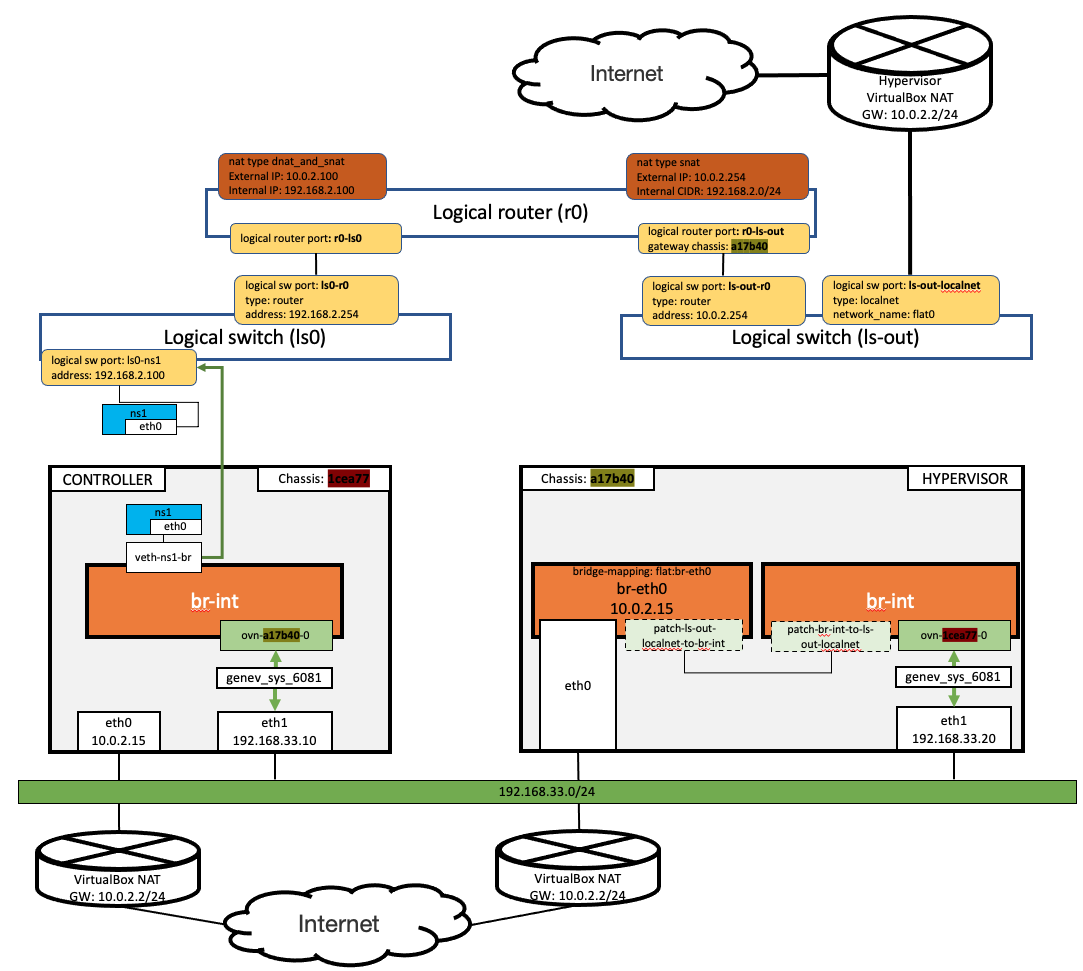 Internet
Hypervisor
VirtualBox NAT
GW: 10.0.2.2/24
nat type dnat_and_snat
External IP: 10.0.2.100
Internal IP: 192.168.2.100
nat type snat
External IP: 10.0.2.254
Internal CIDR: 192.168.2.0/24
Logical router (r0)
logical router port: r0-ls0
logical router port: r0-ls-out
gateway chassis: a17b40
logical sw port: ls0-r0
type: router
address: 192.168.2.254
logical sw port: ls-out-r0
type: router
address: 10.0.2.254
logical sw port: ls-out-localnet
type: localnet
network_name: flat0
Logical switch (ls0)
Logical switch (ls-out)
logical sw port: ls0-ns1
address: 192.168.2.100
ns1
eth0
CONTROLLER
Chassis: 1cea77
ns1
eth0
veth-ns1-br
br-int
ovn-a17b40-0
genev_sys_6081
eth0
10.0.2.15
eth1
192.168.33.10
Chassis: a17b40
HYPERVISOR
bridge-mapping: flat:br-eth0
br-eth0
10.0.2.15
br-int
patch-ls-out-
localnet-to-br-int
patch-br-int-to-ls-
out-localnet
ovn-1cea77-0
eth0
genev_sys_6081
eth1
192.168.33.20
192.168.33.0/24
VirtualBox NAT
GW: 10.0.2.2/24
VirtualBox NAT
GW: 10.0.2.2/24
Internet